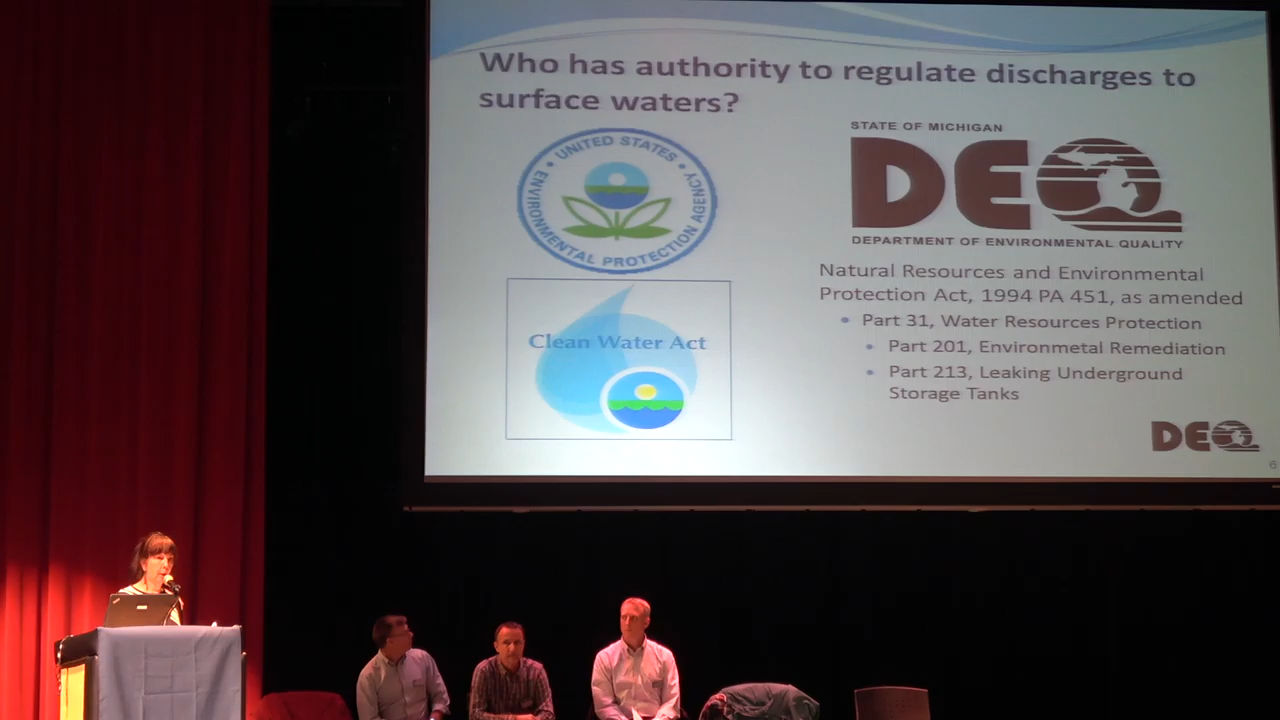 Who has authority to regulate discharges to
surface waters?
UNITED STATES
ENVIRONMENTAL PROTECTION AGENCY
Clean Water Act
STATE OF MICHIGAN
DEQ
DEPARTMENT OF ENVIRONMENTAL QUALITY
Natural Resources and Environmental
Protection Act, 1994 PA 451, as amended
• Part 31, Water Resources Protection
• Part 201, Environmetal Remediation
• Part 213, Leaking Underground
Storage Tanks
DEQ
6